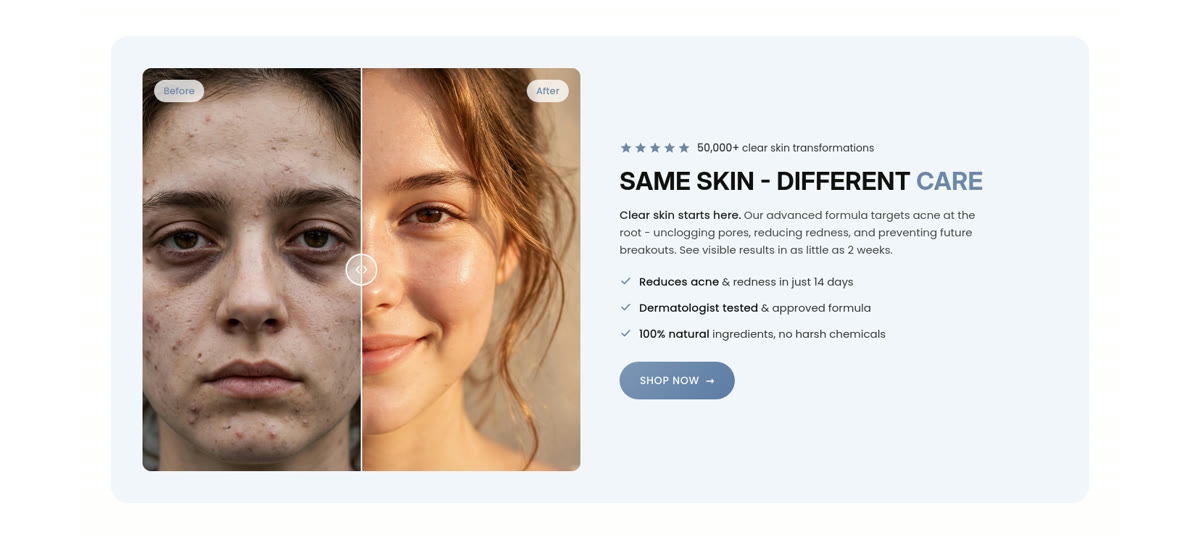 Before
After
50,000+ clear skin transformations
SAME SKIN - DIFFERENT CARE
Clear skin starts here. Our advanced formula targets acne at the
root - unclogging pores, reducing redness, and preventing future
breakouts. See visible results in as little as 2 weeks.
Reduces acne & redness in just 14 days
Dermatologist tested & approved formula
100% natural ingredients, no harsh chemicals
SHOP NOW →